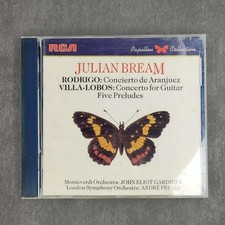 RCA
Papillon Collection
JULIAN BREAM
RODRIGO: Concierto de Aranjuez
VILLA-LOBOS: Concerto for Guitar
Five Preludes
Monteverdi Orchestra: JOHN ELIOT GARDINER
London Symphony Orchestra: ANDRÉ PREVIN